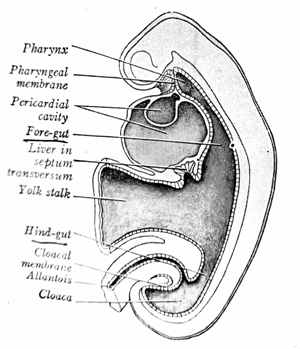 Pharynx
Pharyngeal
membrane
Pericardial
cavity
Fore-gut
Liver in
septum
transversum
Yolk stalk
Hind-gut
Cloacal
membrane
Allantois
Cloaca